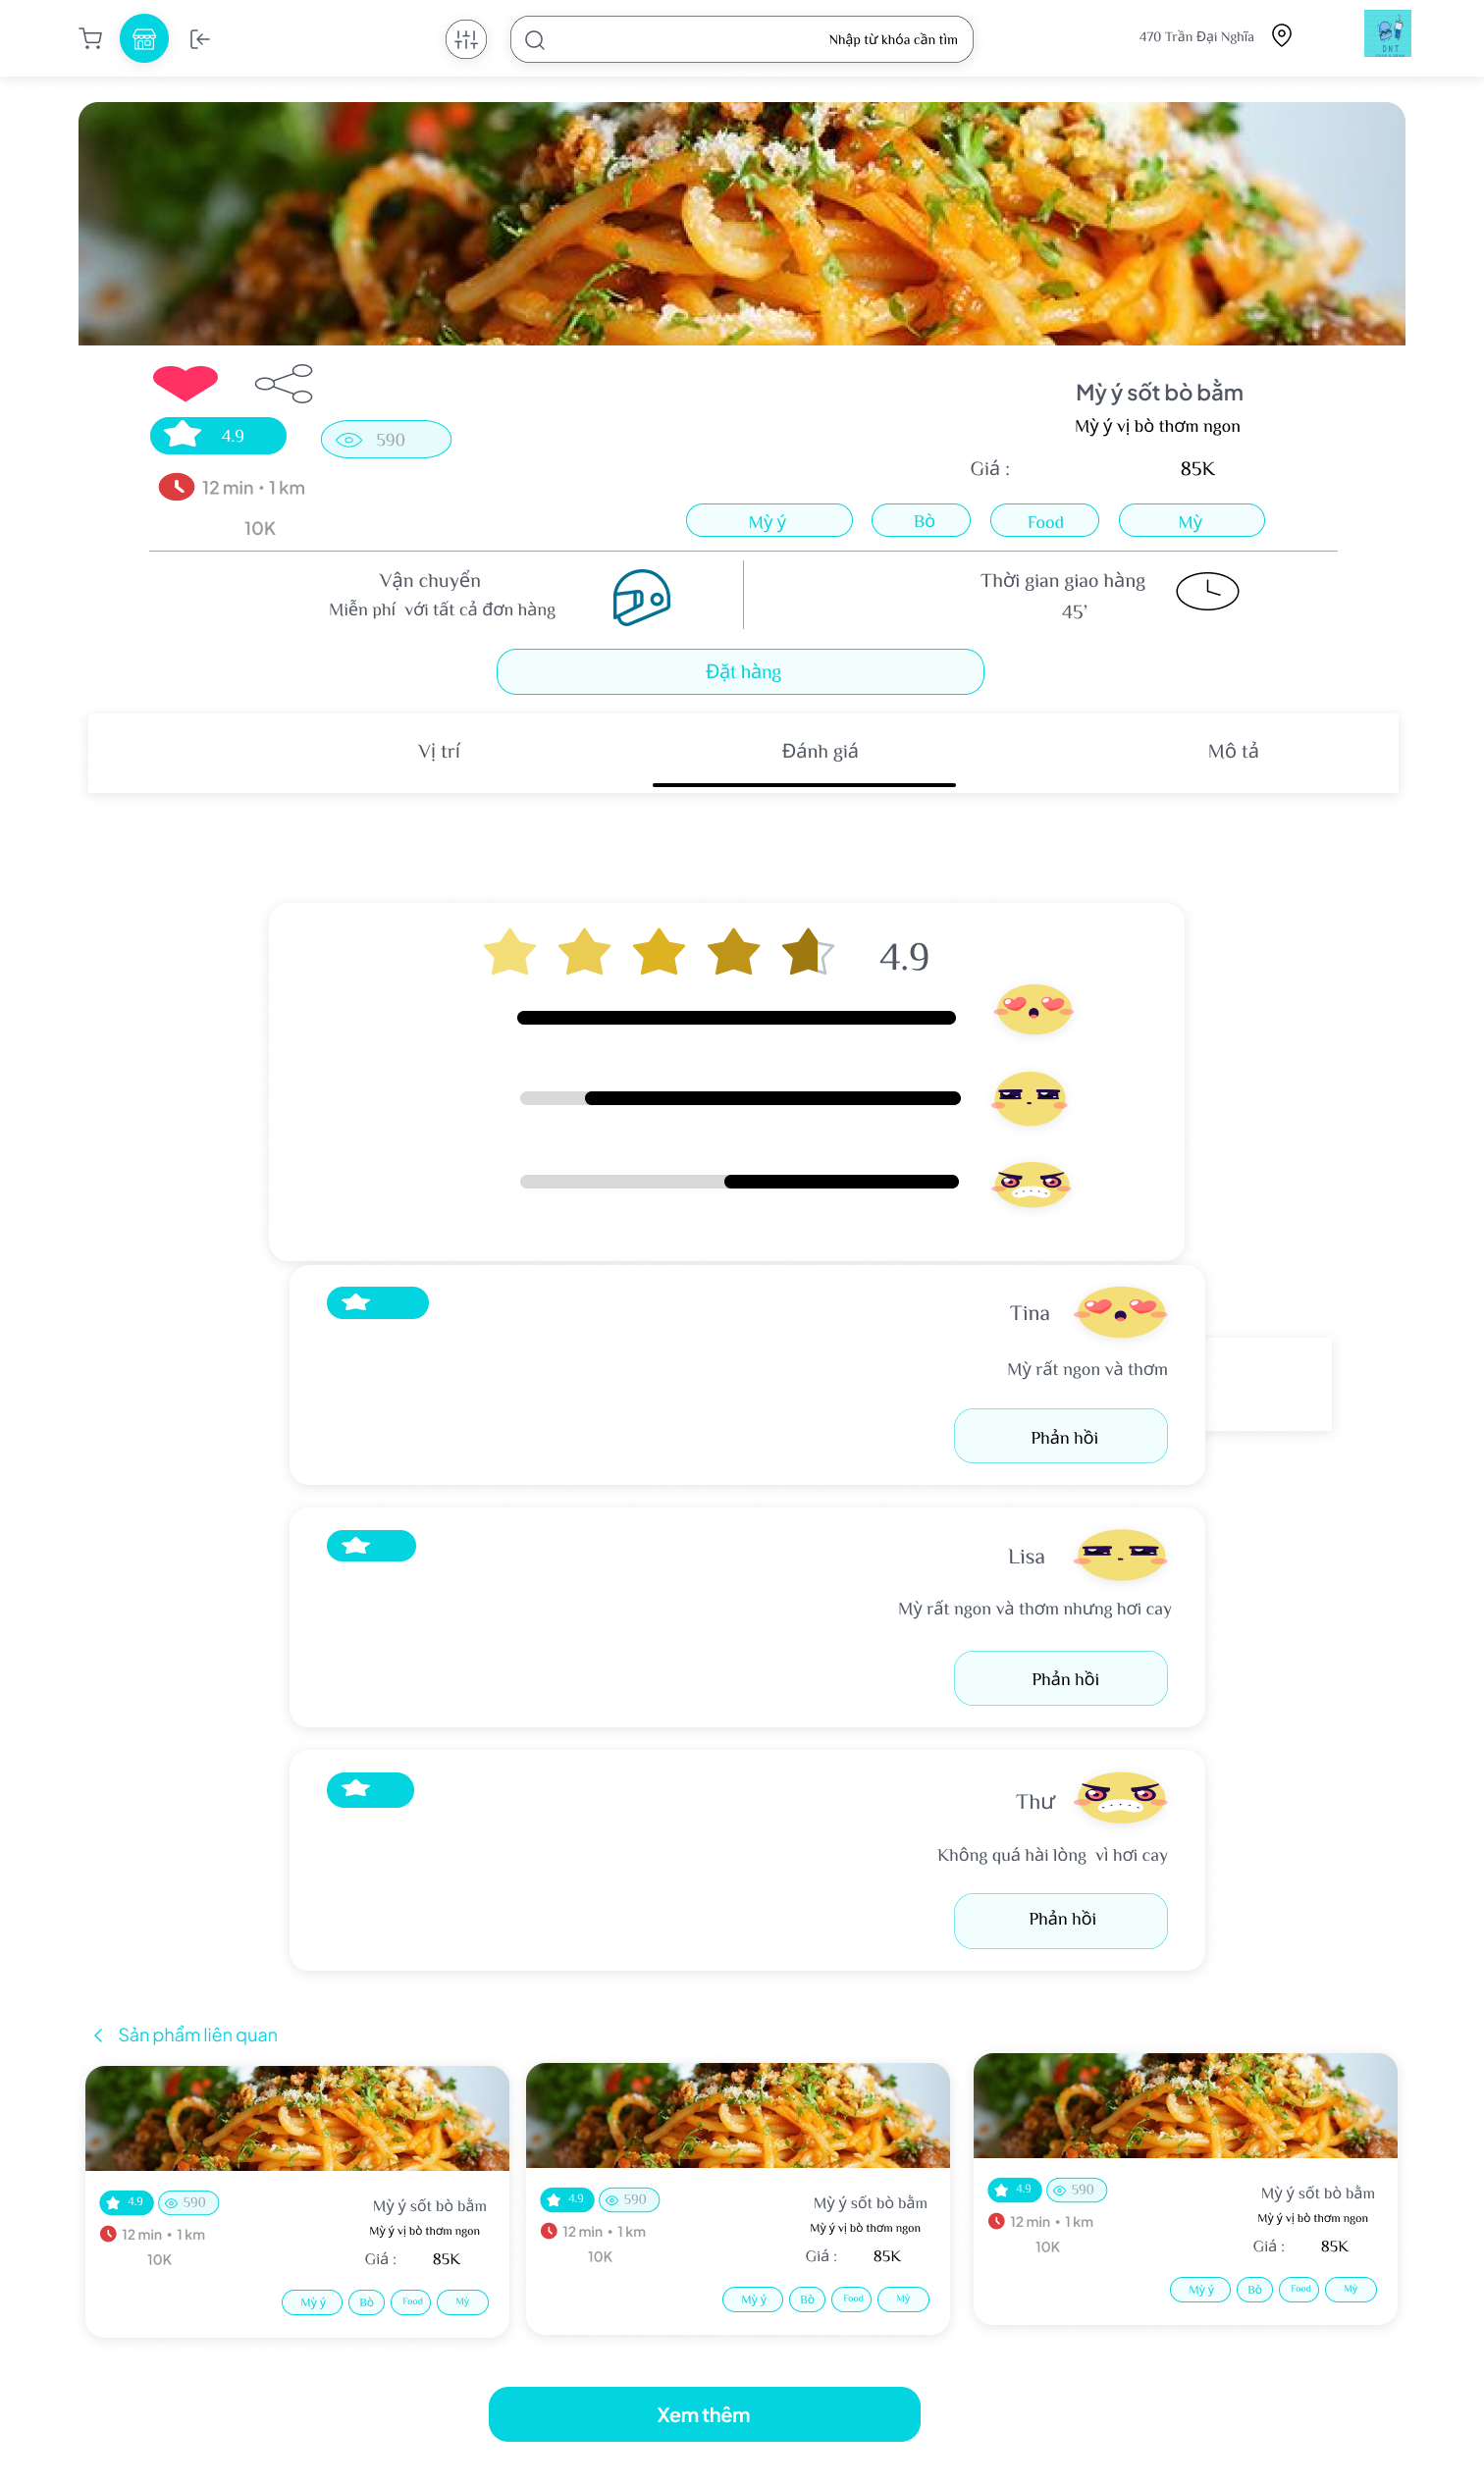 Nhập từ khóa cần tìm
470 Trần Đại Nghĩa
DNT
Mỳ ý sốt bò bằm
Mỳ ý vị bò thơm ngon
4.9
590
Giá :
85K
12 min • 1 km
10K
Mỳ ý
Bò
Food
Mỳ
Vận chuyển
Miễn phí với tất cả đơn hàng
Thời gian giao hàng
45’
Đặt hàng
Vị trí
Đánh giá
Mô tả
4.9
Tina
Mỳ rất ngon và thơm
Phản hồi
Lisa
Mỳ rất ngon và thơm nhưng hơi cay
Phản hồi
Thư
Không quá hài lòng vì hơi cay
Phản hồi
Sản phẩm liên quan
4.9
590
Mỳ ý sốt bò bằm
12 min • 1 km
Mỳ ý vị bò thơm ngon
10K
Giá :
85K
Mỳ ý
Bò
Food
Mỳ
4.9
590
Mỳ ý sốt bò bằm
12 min • 1 km
Mỳ ý vị bò thơm ngon
10K
Giá :
85K
Mỳ ý
Bò
Food
Mỳ
4.9
590
Mỳ ý sốt bò bằm
12 min • 1 km
Mỳ ý vị bò thơm ngon
10K
Giá :
85K
Mỳ ý
Bò
Food
Mỳ
Xem thêm